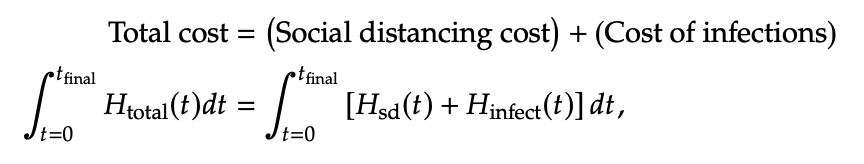 Total cost = (Social distancing cost) + (Cost of infections)
∫_{t=0}^{t_final} H_total(t)dt = ∫_{t=0}^{t_final} [H_sd(t) + H_infect(t)] dt,